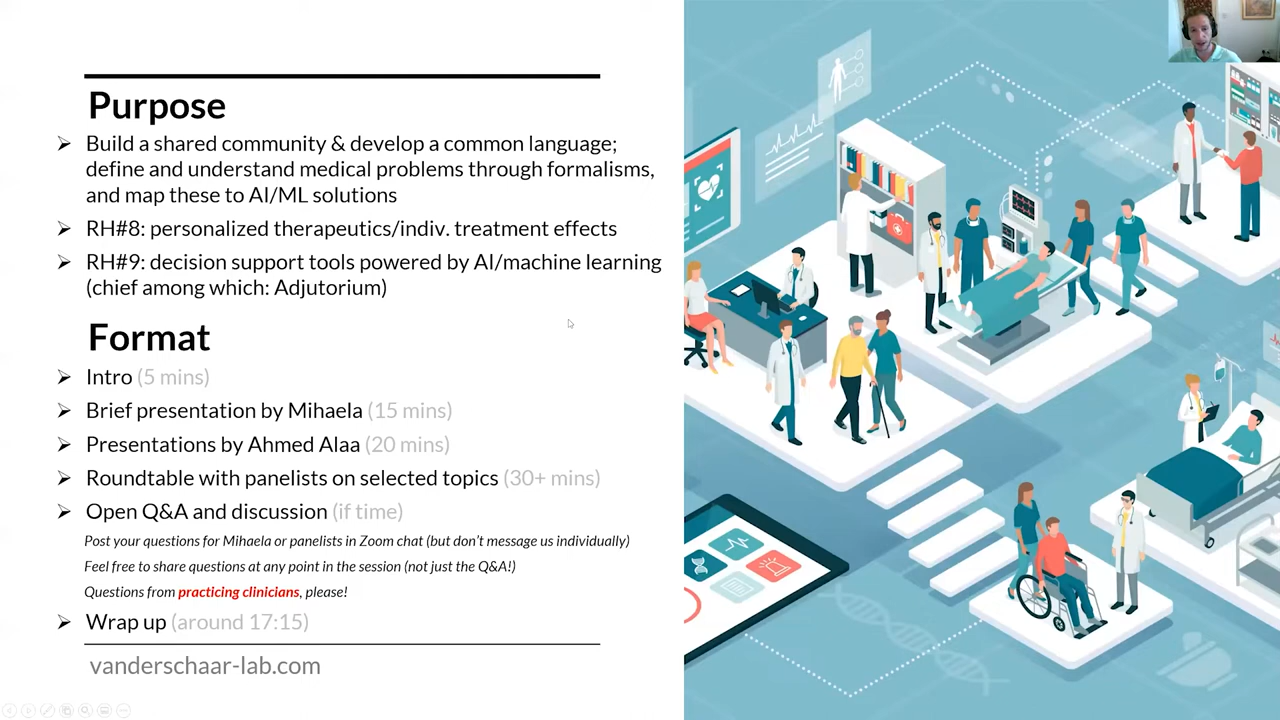 Purpose
Build a shared community & develop a common language;
define and understand medical problems through formalisms,
and map these to AI/ML solutions
RH#8: personalized therapeutics/indiv. treatment effects
RH#9: decision support tools powered by AI/machine learning
(chief among which: Adjutorium)
Format
Intro (5 mins)
Brief presentation by Mihaela (15 mins)
Presentations by Ahmed Alaa (20 mins)
Roundtable with panelists on selected topics (30+ mins)
Open Q&A and discussion (if time)
Post your questions for Mihaela or panelists in Zoom chat (but don't message us individually)
Feel free to share questions at any point in the session (not just the Q&A!)
Questions from practicing clinicians, please!
Wrap up (around 17:15)
vanderschaar-lab.com